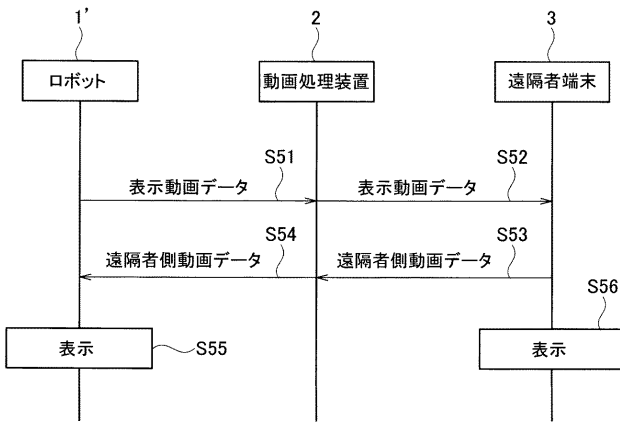 1’
2
3
ロボット
動画処理装置
遠隔者端末
S51
S52
表示動画データ
表示動画データ
S54
S53
遠隔者側動画データ
遠隔者側動画データ
S56
表示
S55
表示